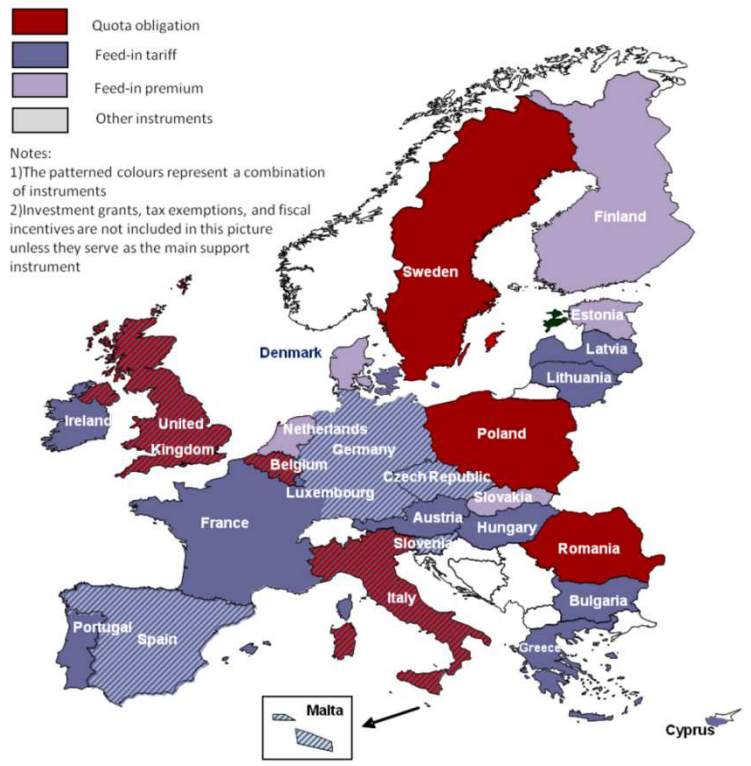 Quota obligation
Feed-in tariff
Feed-in premium
Other instruments
Notes:
1)The patterned colours represent a combination
of instruments
2)Investment grants, tax exemptions, and fiscal
incentives are not included in this picture
unless they serve as the main support
instrument
Finland
Sweden
Estonia
Latvia
Denmark
Lithuania
Ireland
United
Kingdom
Netherlands
Germany
Poland
Belgium
Czech Republic
Luxembourg
Slovakia
France
Austria
Hungary
Slovenia
Romania
Italy
Bulgaria
Portugal
Spain
Greece
Malta
Cyprus